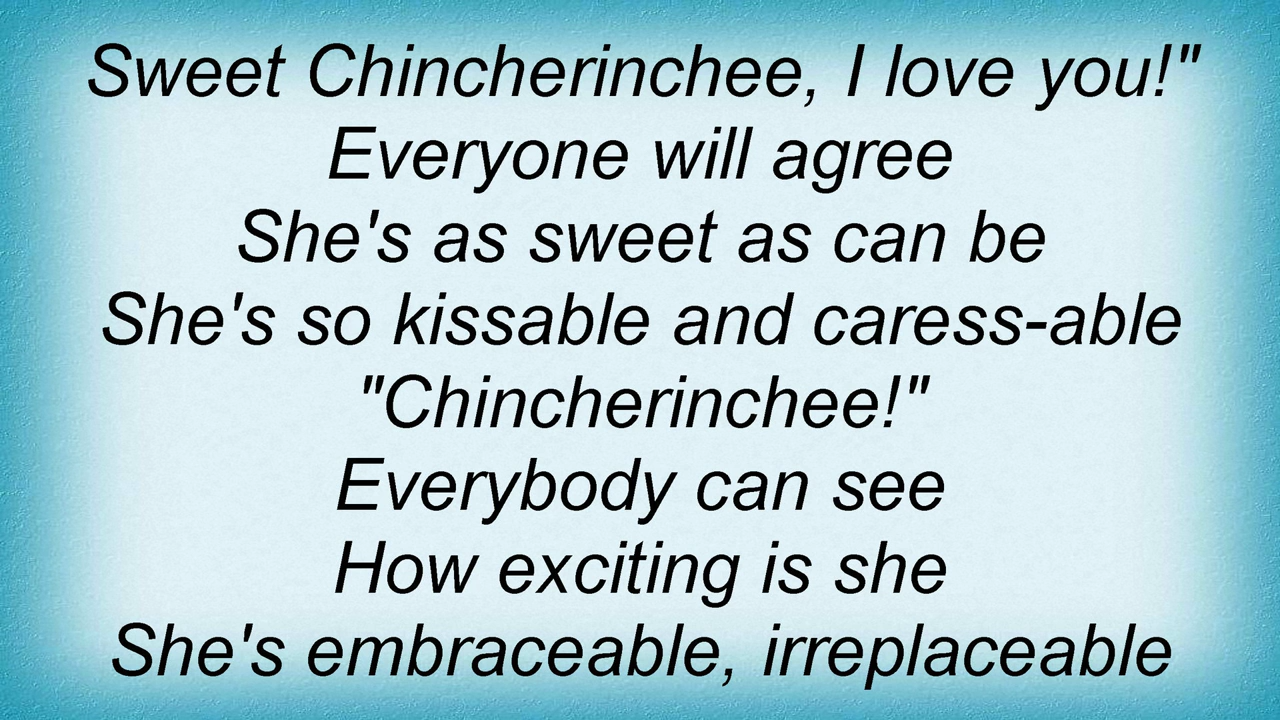 Sweet Chincherinchee, I love you!"
Everyone will agree
She's as sweet as can be
She's so kissable and caress-able
"Chincherinchee!"
Everybody can see
How exciting is she
She's embraceable, irreplaceable